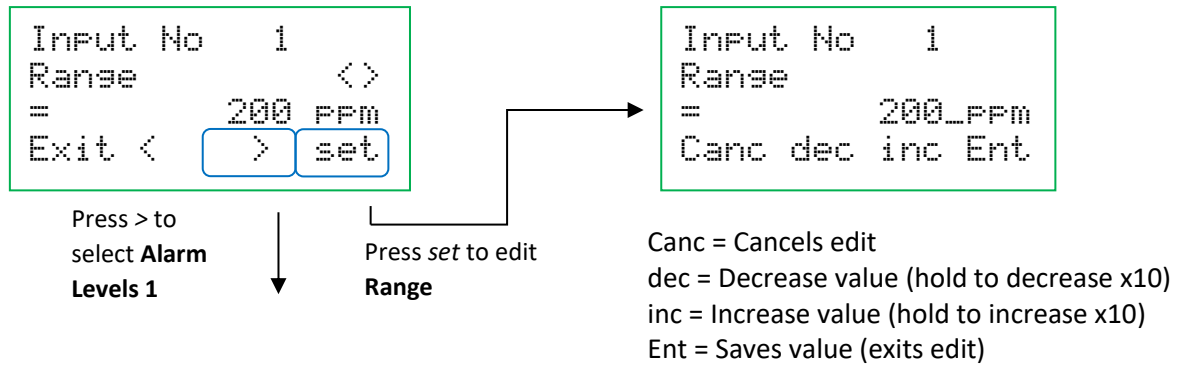 Input No 1
Range <>
= 200 ppm
Exit < > set
Press > to
select Alarm
Levels 1
Press set to edit
Range
Input No 1
Range
= 200_ppm
Canc dec inc Ent
Canc = Cancels edit
dec = Decrease value (hold to decrease x10)
inc = Increase value (hold to increase x10)
Ent = Saves value (exits edit)